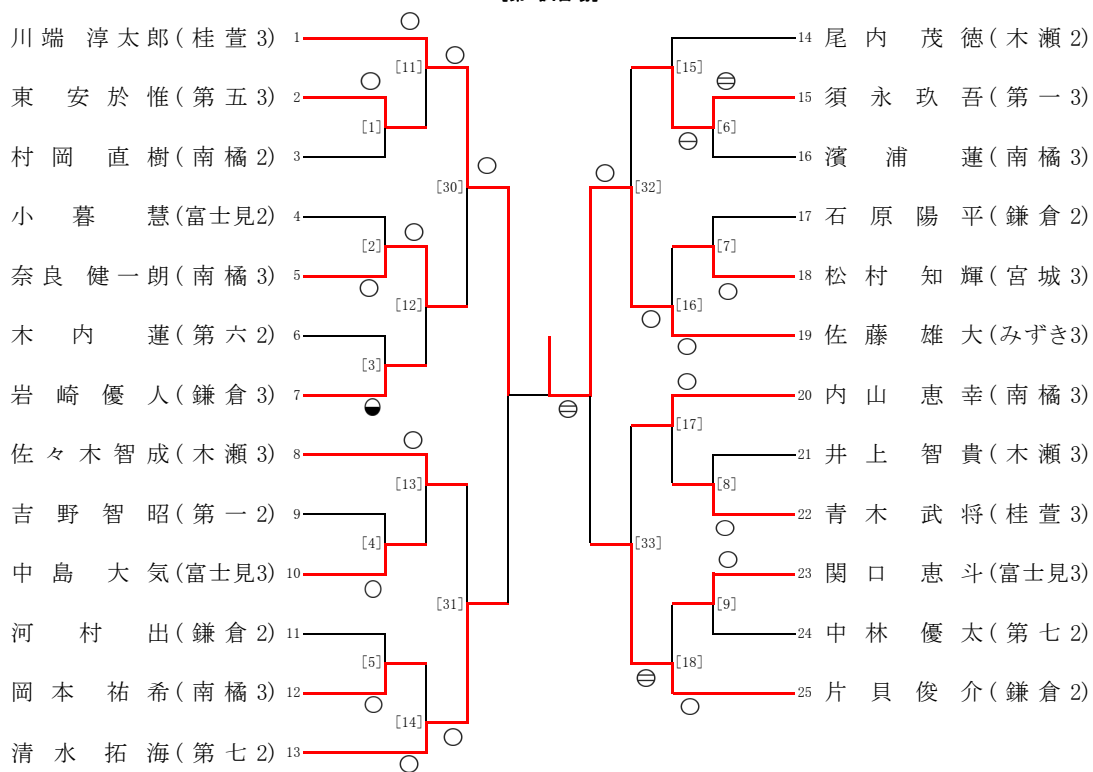 川端 淳太郎(桂萱3) 1
東 安於惟(第五3) 2
村岡直樹(南橘2) 3
小暮 慧(富士見2) 4
奈良健一朗(南橘3) 5
木内 蓮(第六2) 6
岩崎優人(鎌倉3) 7
佐々木智成(木瀬3) 8
吉野智昭(第一2) 9
中島大気(富士見3) 10
河村 出(鎌倉2) 11
岡本祐希(南橘3) 12
清水拓海(第七2) 13
[11]
[1]
[30]
[2]
[12]
[3]
[13]
[4]
[31]
[5]
[14]
[15]
[6]
[32]
[7]
[16]
[17]
[8]
[33]
[9]
[18]
14 尾内茂徳(木瀬2)
15 須永玖吾(第一3)
16 濱浦 蓮(南橘3)
17 石原陽平(鎌倉2)
18 松村知輝(宮城3)
19 佐藤雄大(みずき3)
20 内山恵幸(南橘3)
21 井上智貴(木瀬3)
22 青木武将(桂萱3)
23 関口恵斗(富士見3)
24 中林優太(第七2)
25 片貝俊介(鎌倉2)